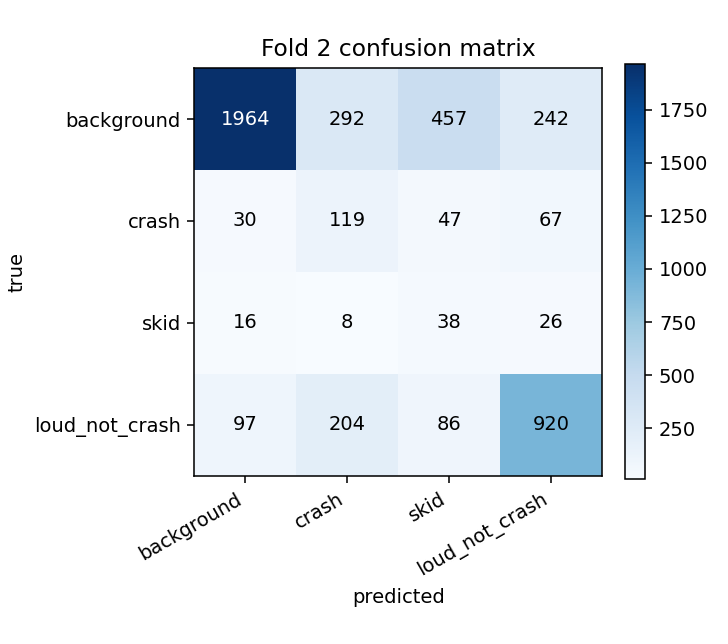 Fold 2 confusion matrix
background 1964 292 457 242
crash 30 119 47 67
skid 16 8 38 26
loud_not_crash 97 204 86 920
background crash skid loud_not_crash
predicted
true
1750
1500
1250
1000
750
500
250